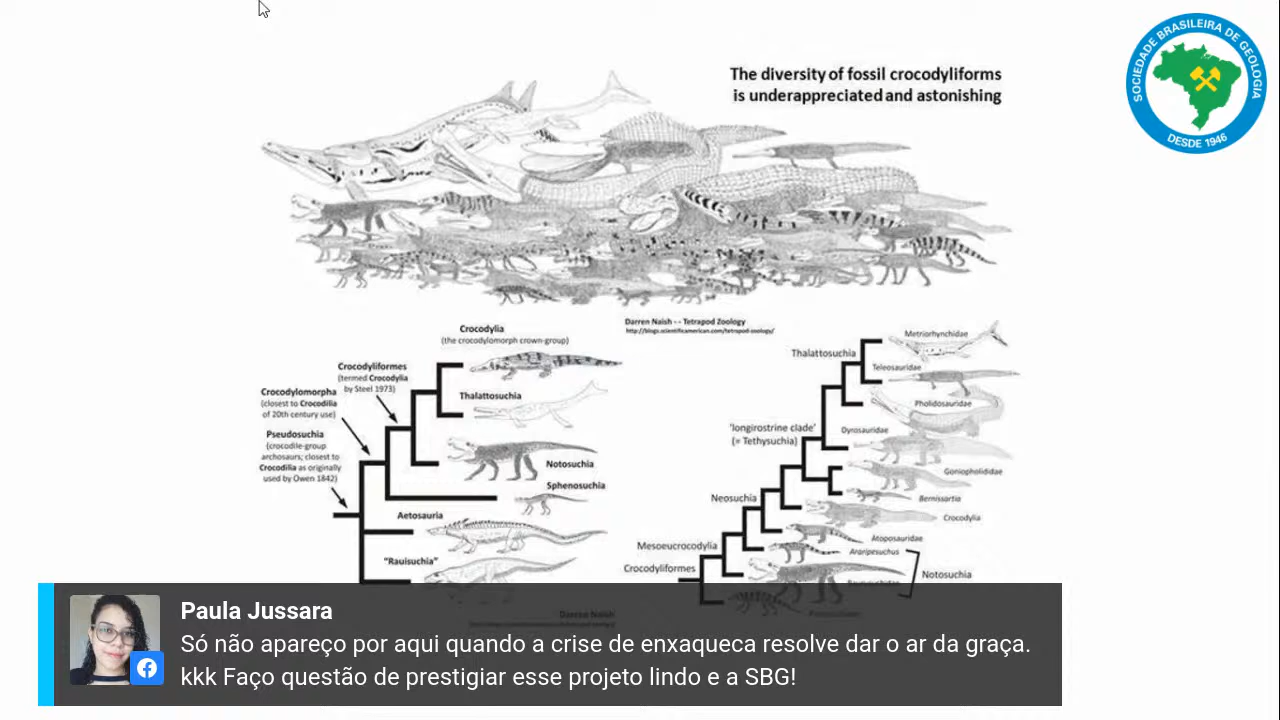 The diversity of fossil crocodyliforms
is underappreciated and astonishing
SOCIEDADE BRASILEIRA DE GEOLOGIA
DESDE 1946
Darren Naish - - Tetrapod Zoology
http://blogs.scientificamerican.com/tetrapod-zoology/
Crocodylia
(the crocodylomorph crown-group)
Crocodyliformes
(termed Crocodylia
by Steel 1973)
Thalattosuchia
Crocodylomorpha
(closest to Crocodilia
of 20th century use)
Pseudosuchia
(crocodile-group
archosaurs; closest to
Crocodilia as originally
used by Owen 1842)
Notosuchia
Sphenosuchia
Aetosauria
"Rauisuchia"
Darren Naish
Metriorhynchidae
Thalattosuchia
Teleosauridae
Pholidosauridae
'longirostrine clade'
(= Tethysuchia)
Dyrosauridae
Goniopholididae
Neosuchia
Bernissartia
Crocodylia
Atoposauridae
Mesoeucrocodylia
Araripesuchus
Crocodyliformes
Notosuchia
Paula Jussara
Só não apareço por aqui quando a crise de enxaqueca resolve dar o ar da graça.
kkk Faço questão de prestigiar esse projeto lindo e a SBG!